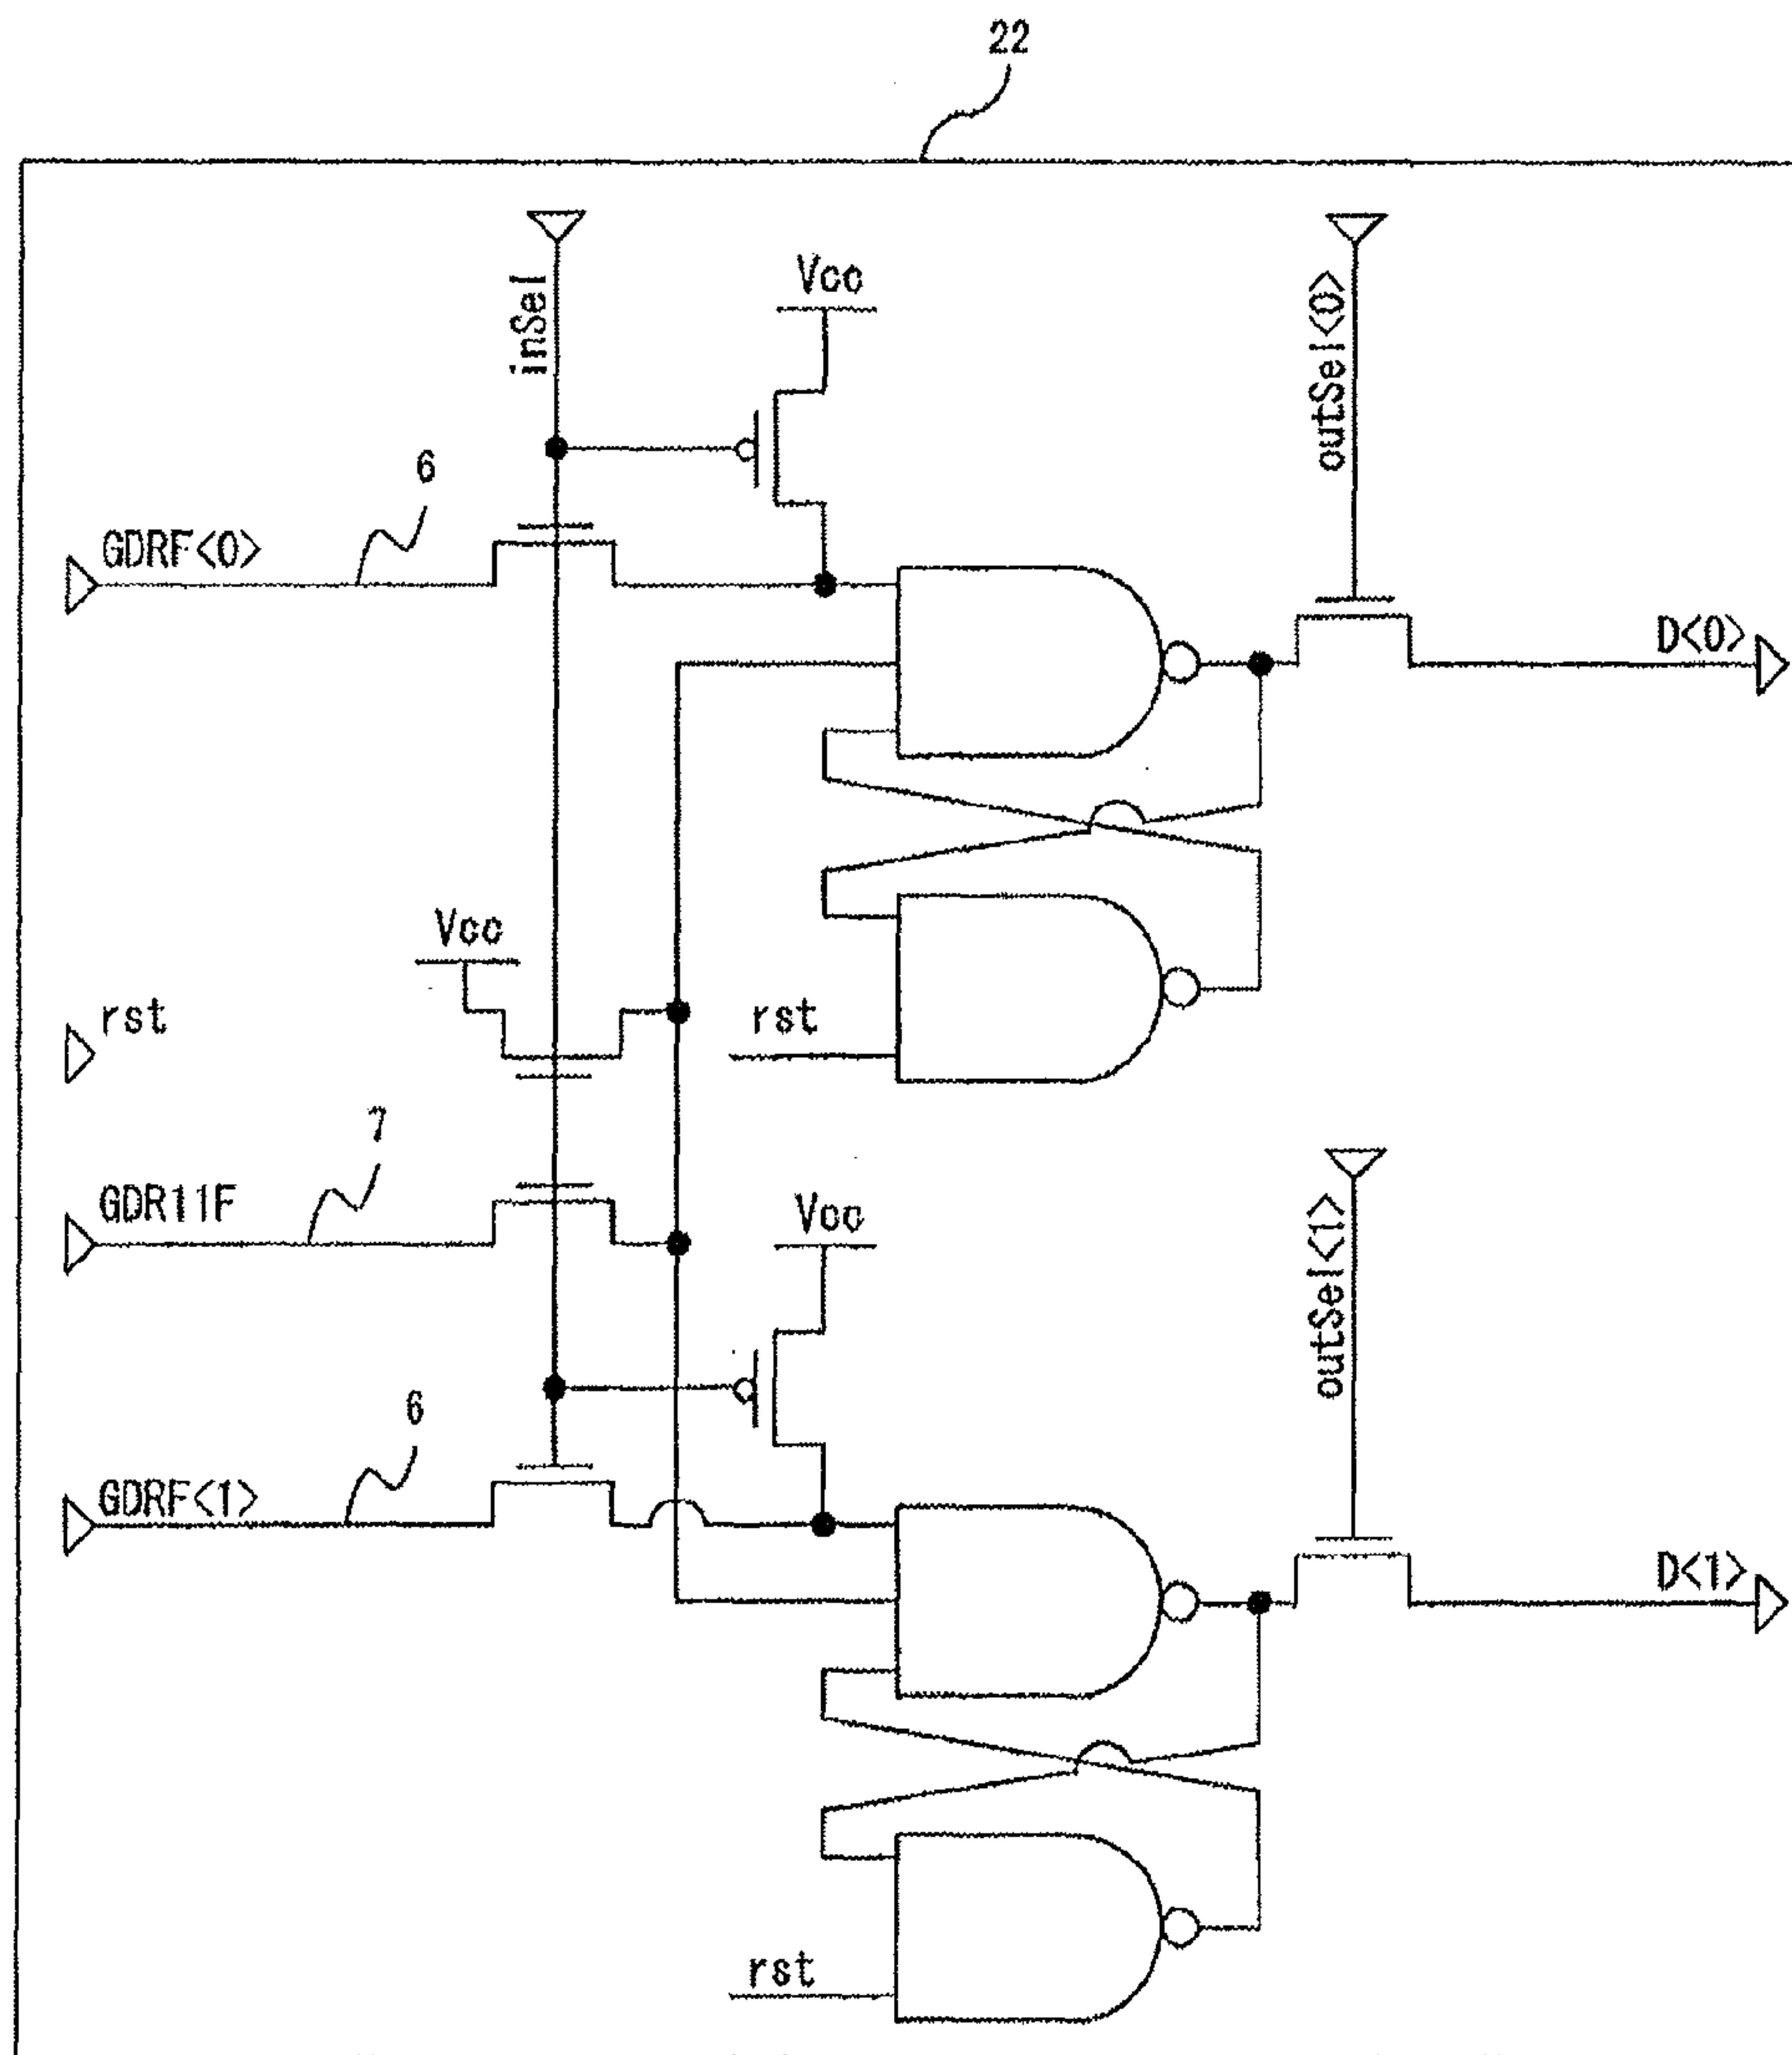 22
inSel
Vcc
outSel<0>
6
GDRF<0>
D<0>
Vcc
rst
rst
7
GDR11F
Vcc
outSel<1>
6
GDRF<1>
D<1>
rst